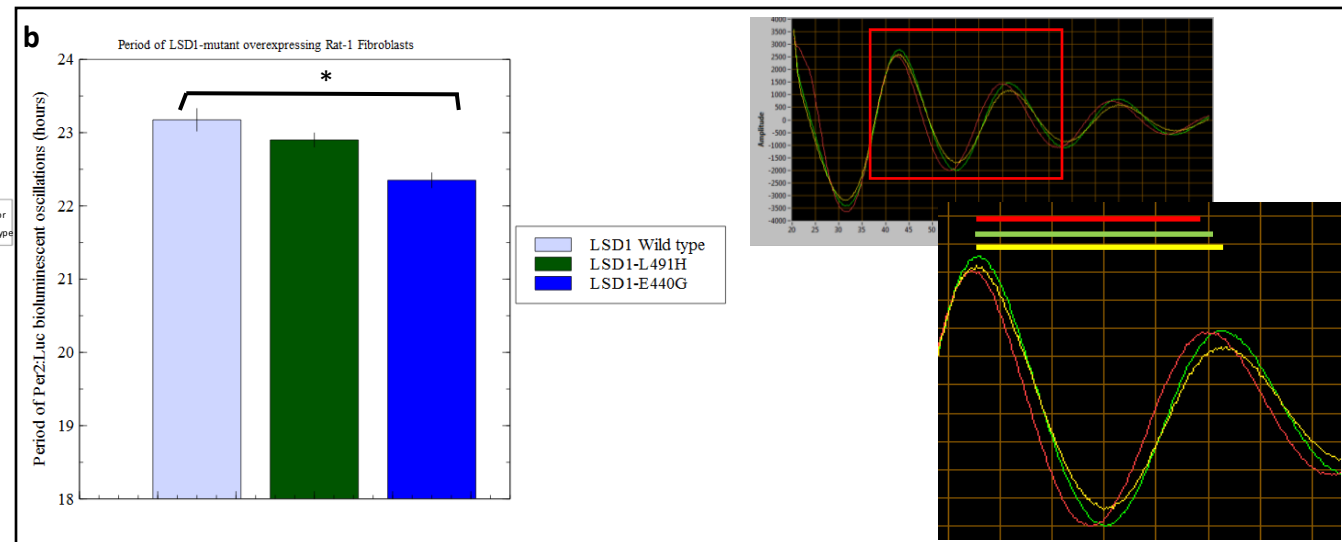 b
Period of LSD1-mutant overexpressing Rat-1 Fibroblasts
*
Period of Per2:Luc bioluminescent oscillations (hours)
24
23
22
21
20
19
18
or
ype
LSD1 Wild type
LSD1-L491H
LSD1-E440G
Amplitude
4000
3500
3000
2500
2000
1500
1000
500
0
-500
-1000
-1500
-2000
-2500
-3000
-3500
-4000
20 25 30 35 40 45 50